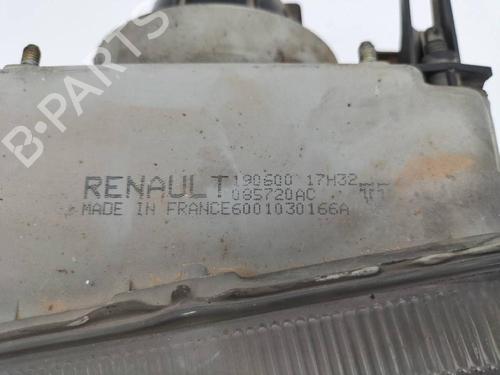 B-PARTS
RENAULT 190600 17H32
085720AC
MADE IN FRANCE6001030166A